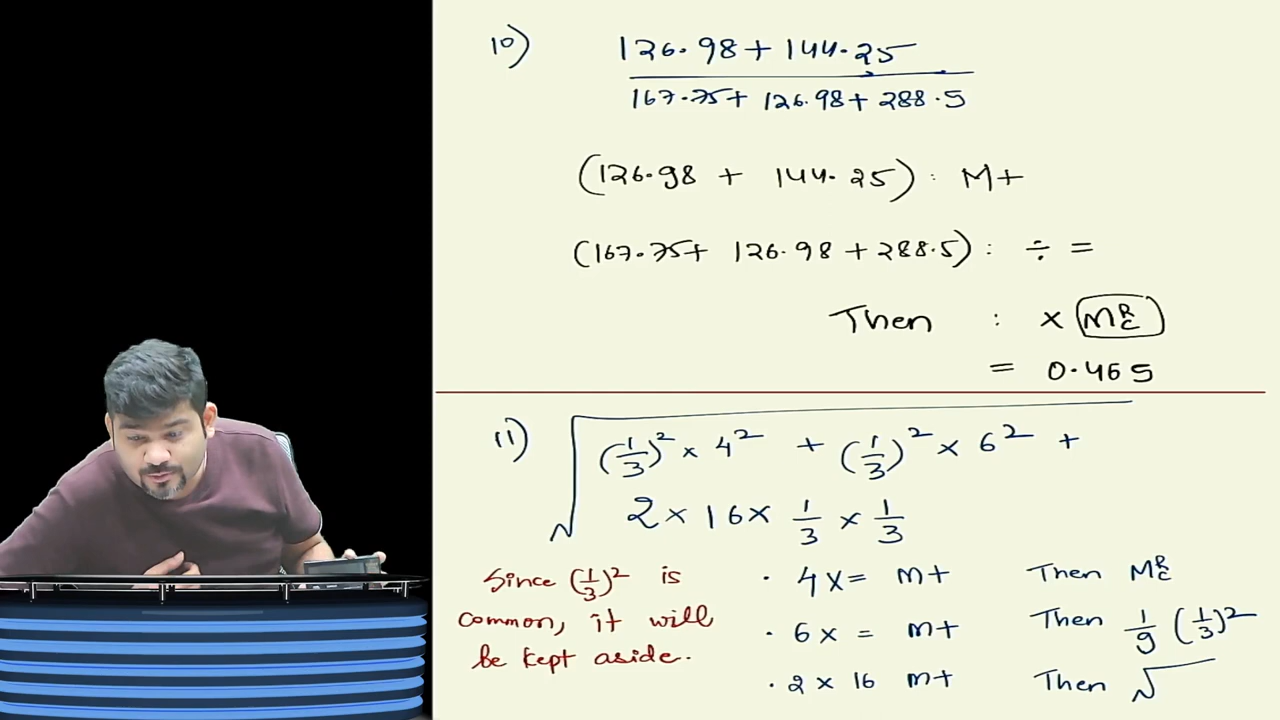 10) 126.98 + 144.25
167.75 + 126.98 + 288.5
(126.98 + 144.25) : M+
(167.75 + 126.98 + 288.5) : ÷ =
Then : × MRC
= 0.465
11) √ (1/3)² × 4² + (1/3)² × 6² +
2 × 16 × 1/3 × 1/3
Since (1/3)² is
common, it will
be kept aside.
· 4 × = m+ Then MRC
· 6 × = m+ Then 1/9 (1/3)²
· 2 × 16 m+ Then √